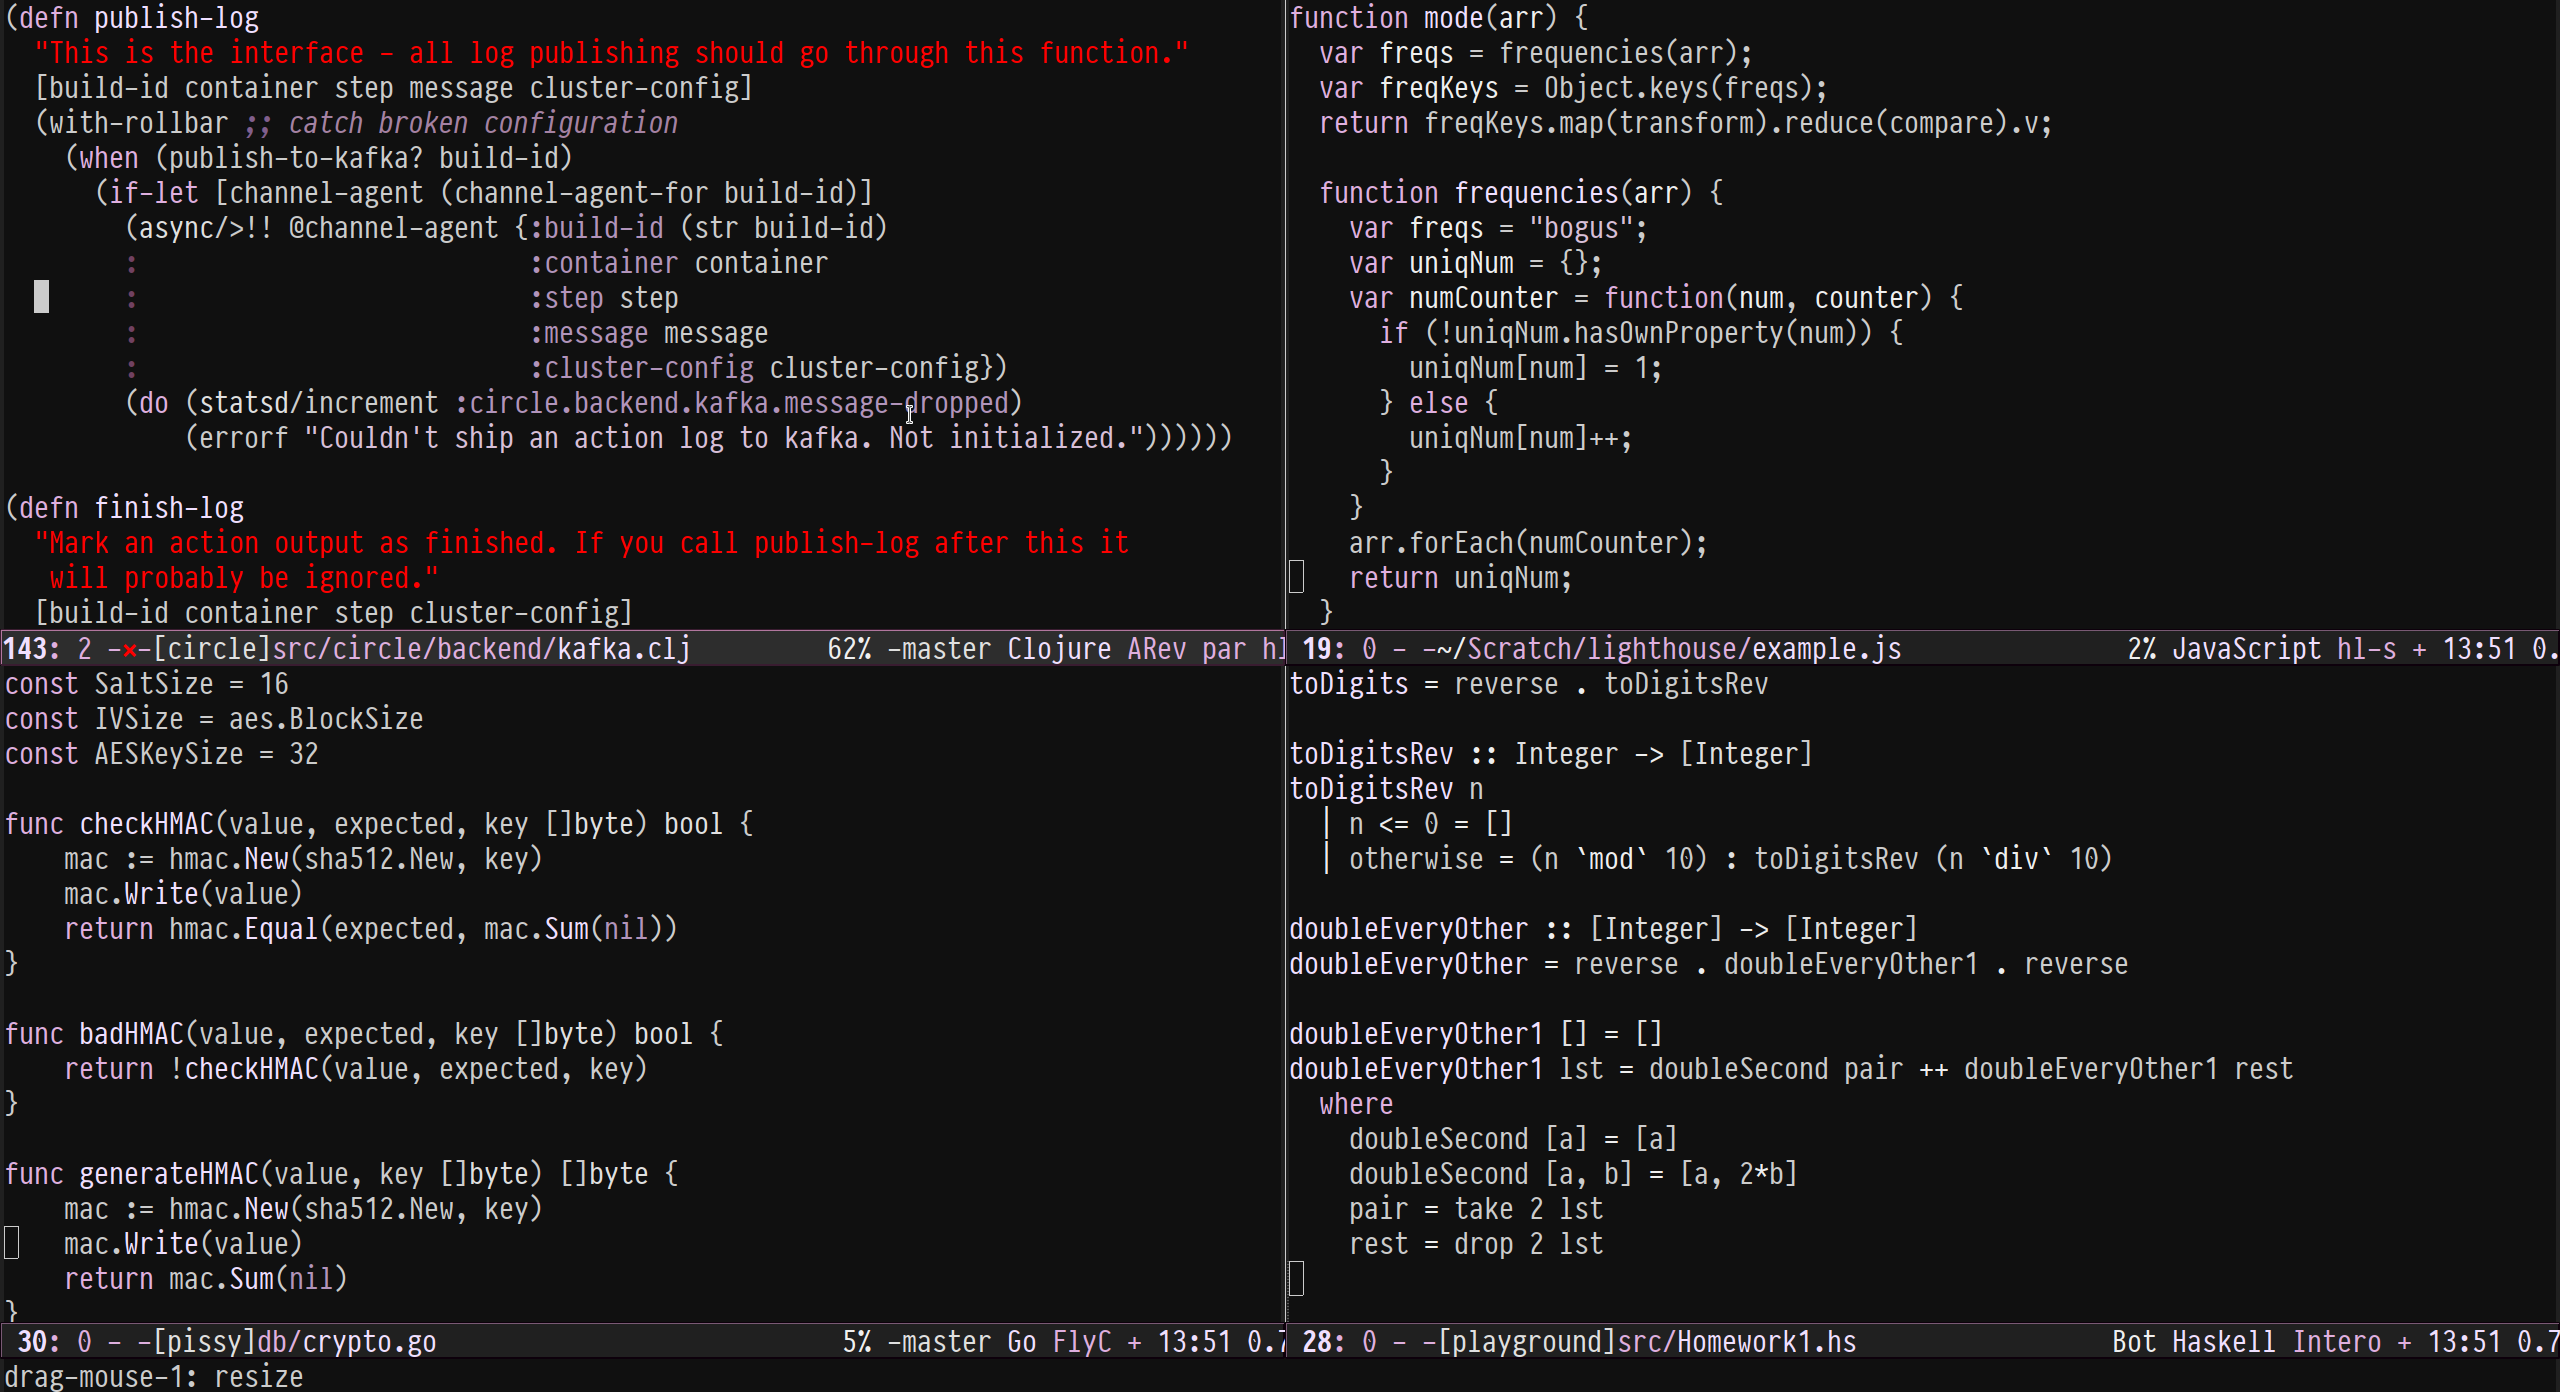 (defn publish-log
  "This is the interface - all log publishing should go through this function."
  [build-id container step message cluster-config]
  (with-rollbar ;; catch broken configuration
    (when (publish-to-kafka? build-id)
      (if-let [channel-agent (channel-agent-for build-id)]
        (async/>!! @channel-agent {:build-id (str build-id)
        :                          :container container
        :                          :step step
        :                          :message message
        :                          :cluster-config cluster-config})
        (do (statsd/increment :circle.backend.kafka.message-dropped)
            (errorf "Couldn't ship an action log to kafka. Not initialized."))))))

(defn finish-log
  "Mark an action output as finished. If you call publish-log after this it
   will probably be ignored."
  [build-id container step cluster-config]
143: 2 -×-[circle]src/circle/backend/kafka.clj         62% -master Clojure ARev par hl
function mode(arr) {
  var freqs = frequencies(arr);
  var freqKeys = Object.keys(freqs);
  return freqKeys.map(transform).reduce(compare).v;

  function frequencies(arr) {
    var freqs = "bogus";
    var uniqNum = {};
    var numCounter = function(num, counter) {
      if (!uniqNum.hasOwnProperty(num)) {
        uniqNum[num] = 1;
      } else {
        uniqNum[num]++;
      }
    }
    arr.forEach(numCounter);
    return uniqNum;
  }
19: 0 - -~/Scratch/lighthouse/example.js               2% JavaScript hl-s + 13:51 0.
const SaltSize = 16
const IVSize = aes.BlockSize
const AESKeySize = 32

func checkHMAC(value, expected, key []byte) bool {
    mac := hmac.New(sha512.New, key)
    mac.Write(value)
    return hmac.Equal(expected, mac.Sum(nil))
}

func badHMAC(value, expected, key []byte) bool {
    return !checkHMAC(value, expected, key)
}

func generateHMAC(value, key []byte) []byte {
    mac := hmac.New(sha512.New, key)
    mac.Write(value)
    return mac.Sum(nil)
}
30: 0 - -[pissy]db/crypto.go                           5% -master Go FlyC + 13:51 0.7
toDigits = reverse . toDigitsRev

toDigitsRev :: Integer -> [Integer]
toDigitsRev n
  | n <= 0 = []
  | otherwise = (n `mod` 10) : toDigitsRev (n `div` 10)

doubleEveryOther :: [Integer] -> [Integer]
doubleEveryOther = reverse . doubleEveryOther1 . reverse

doubleEveryOther1 [] = []
doubleEveryOther1 lst = doubleSecond pair ++ doubleEveryOther1 rest
  where
    doubleSecond [a] = [a]
    doubleSecond [a, b] = [a, 2*b]
    pair = take 2 lst
    rest = drop 2 lst
28: 0 - -[playground]src/Homework1.hs                 Bot Haskell Intero + 13:51 0.7
drag-mouse-1: resize